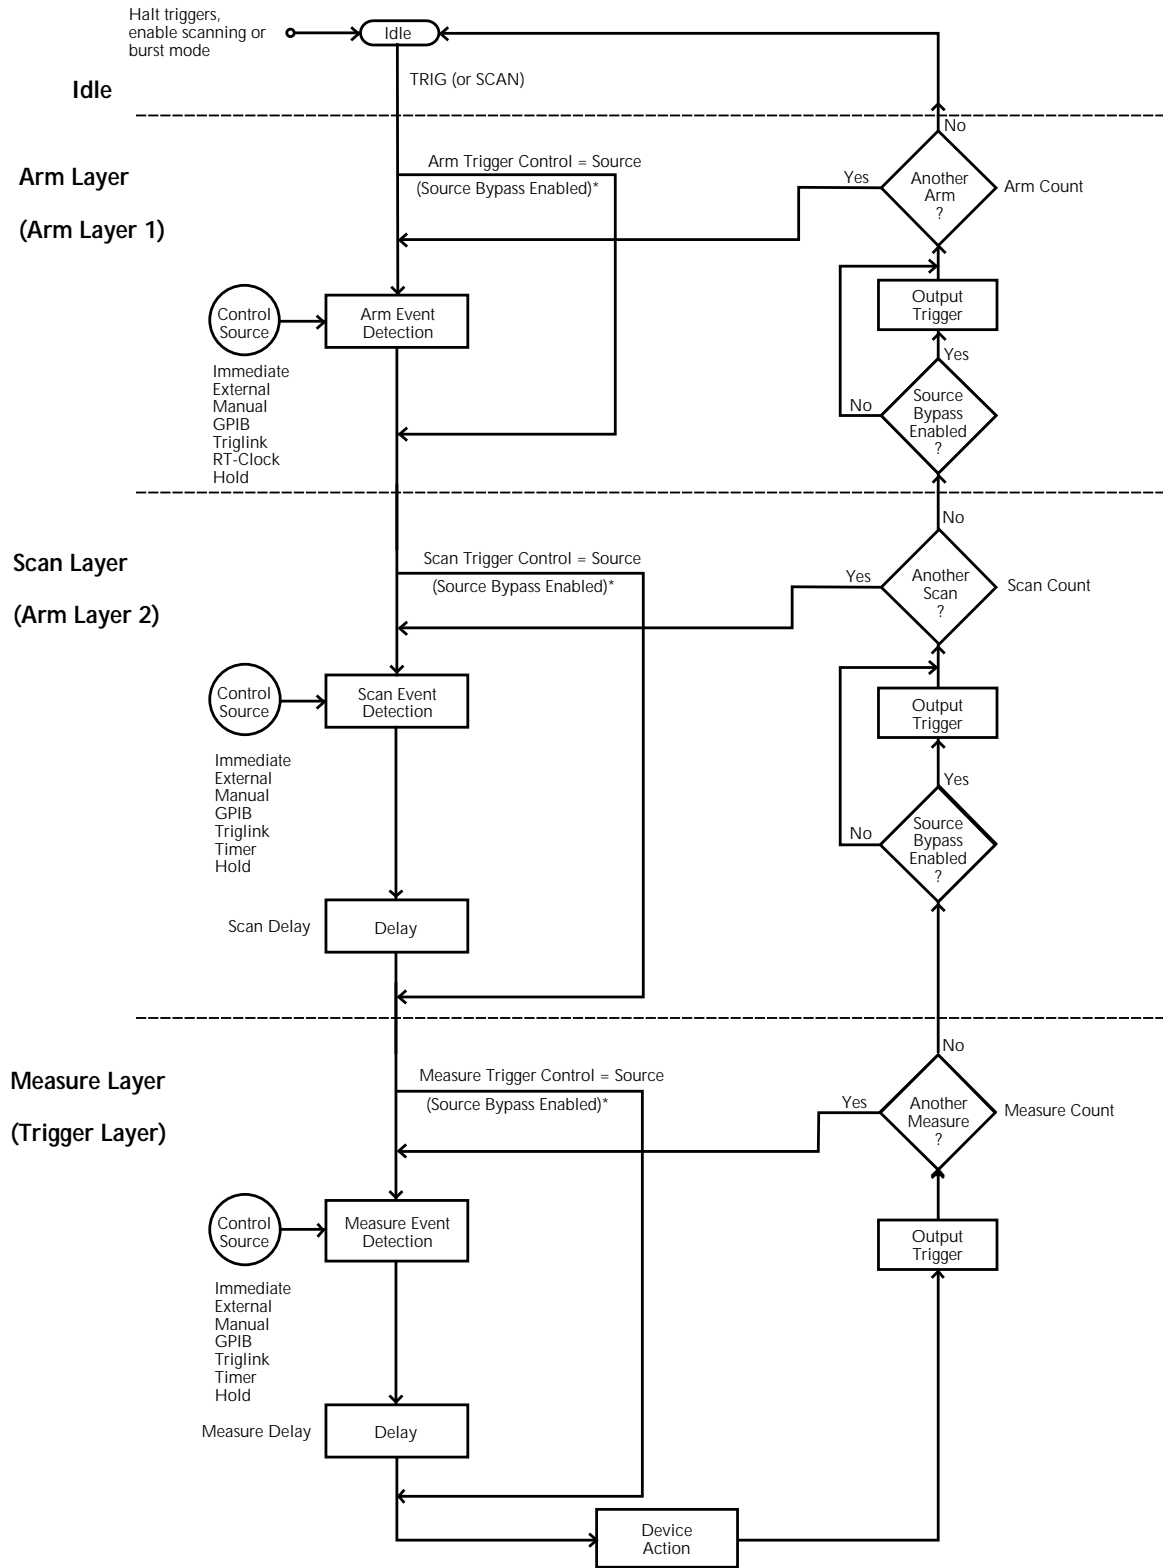 Halt triggers,
enable scanning or
burst mode
Idle
TRIG (or SCAN)
Idle
No
Arm Layer
(Arm Layer 1)
Arm Trigger Control = Source
(Source Bypass Enabled)*
Yes
Another
Arm
?
Arm Count
Control
Source
Arm Event
Detection
Output
Trigger
Immediate
External
Manual
GPIB
Triglink
RT-Clock
Hold
Yes
No
Source
Bypass
Enabled
?
No
Scan Layer
(Arm Layer 2)
Scan Trigger Control = Source
(Source Bypass Enabled)*
Yes
Another
Scan
?
Scan Count
Control
Source
Scan Event
Detection
Output
Trigger
Immediate
External
Manual
GPIB
Triglink
Timer
Hold
Yes
No
Source
Bypass
Enabled
?
Scan Delay
Delay
No
Measure Layer
(Trigger Layer)
Measure Trigger Control = Source
(Source Bypass Enabled)*
Yes
Another
Measure
?
Measure Count
Control
Source
Measure Event
Detection
Output
Trigger
Immediate
External
Manual
GPIB
Triglink
Timer
Hold
Measure Delay
Delay
Device
Action